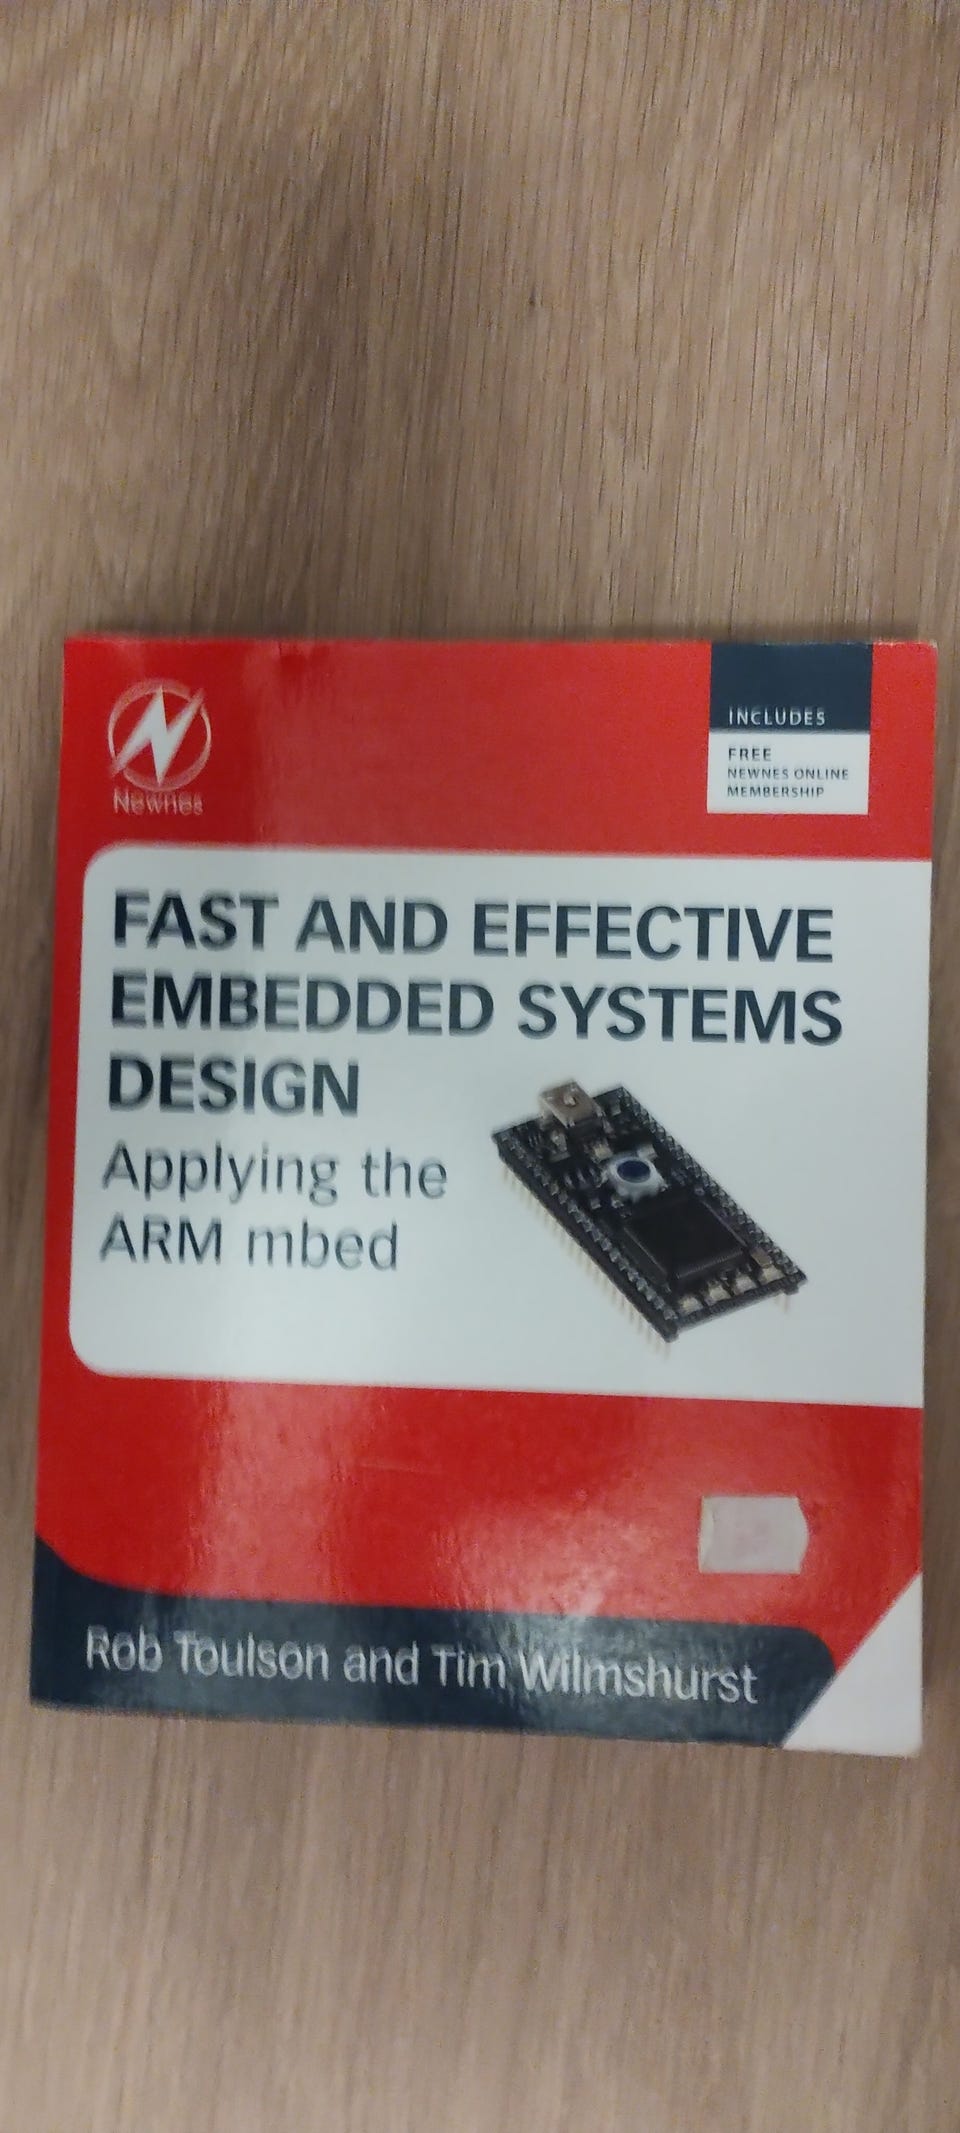 Newnes
INCLUDES
FREE
NEWNES ONLINE
MEMBERSHIP
FAST AND EFFECTIVE
EMBEDDED SYSTEMS
DESIGN
Applying the
ARM mbed
Rob Toulson and Tim Wilmshurst